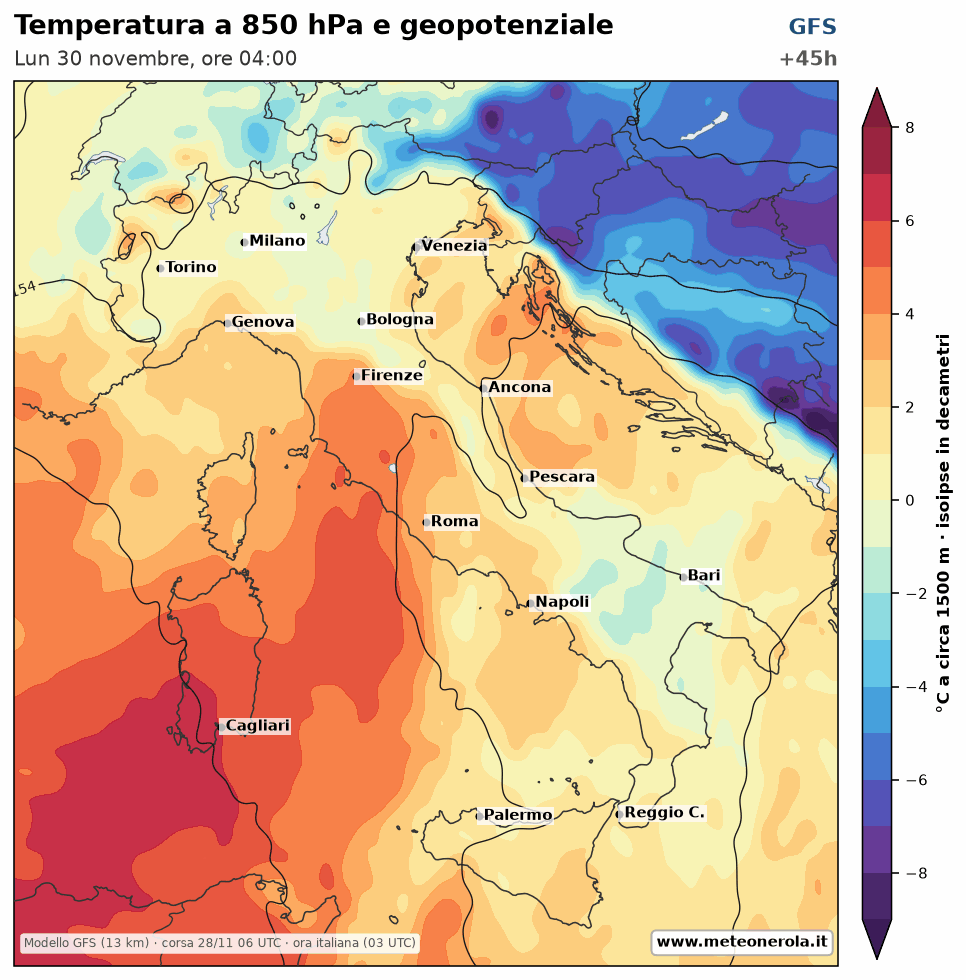 Temperatura a 850 hPa e geopotenziale
GFS
Lun 30 novembre, ore 04:00
+45h
Milano
Venezia
Torino
154
Genova
Bologna
Firenze
Ancona
Pescara
Roma
Bari
Napoli
Cagliari
Palermo
Reggio C.
Modello GFS (13 km) · corsa 28/11 06 UTC · ora italiana (03 UTC)
www.meteonerola.it
8
6
4
2
0
−2
−4
−6
−8
°C a circa 1500 m · isoipse in decametri